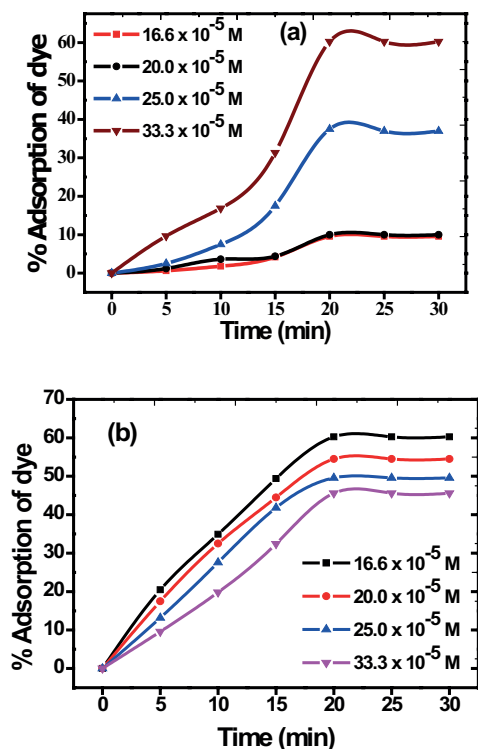 (a)
16.6 x 10⁻⁵ M
20.0 x 10⁻⁵ M
25.0 x 10⁻⁵ M
33.3 x 10⁻⁵ M
% Adsorption of dye
60
50
40
30
20
10
0
0 5 10 15 20 25 30
Time (min)
(b)
% Adsorption of dye
70
60
50
40
30
20
10
0
16.6 x 10⁻⁵ M
20.0 x 10⁻⁵ M
25.0 x 10⁻⁵ M
33.3 x 10⁻⁵ M
0 5 10 15 20 25 30
Time (min)